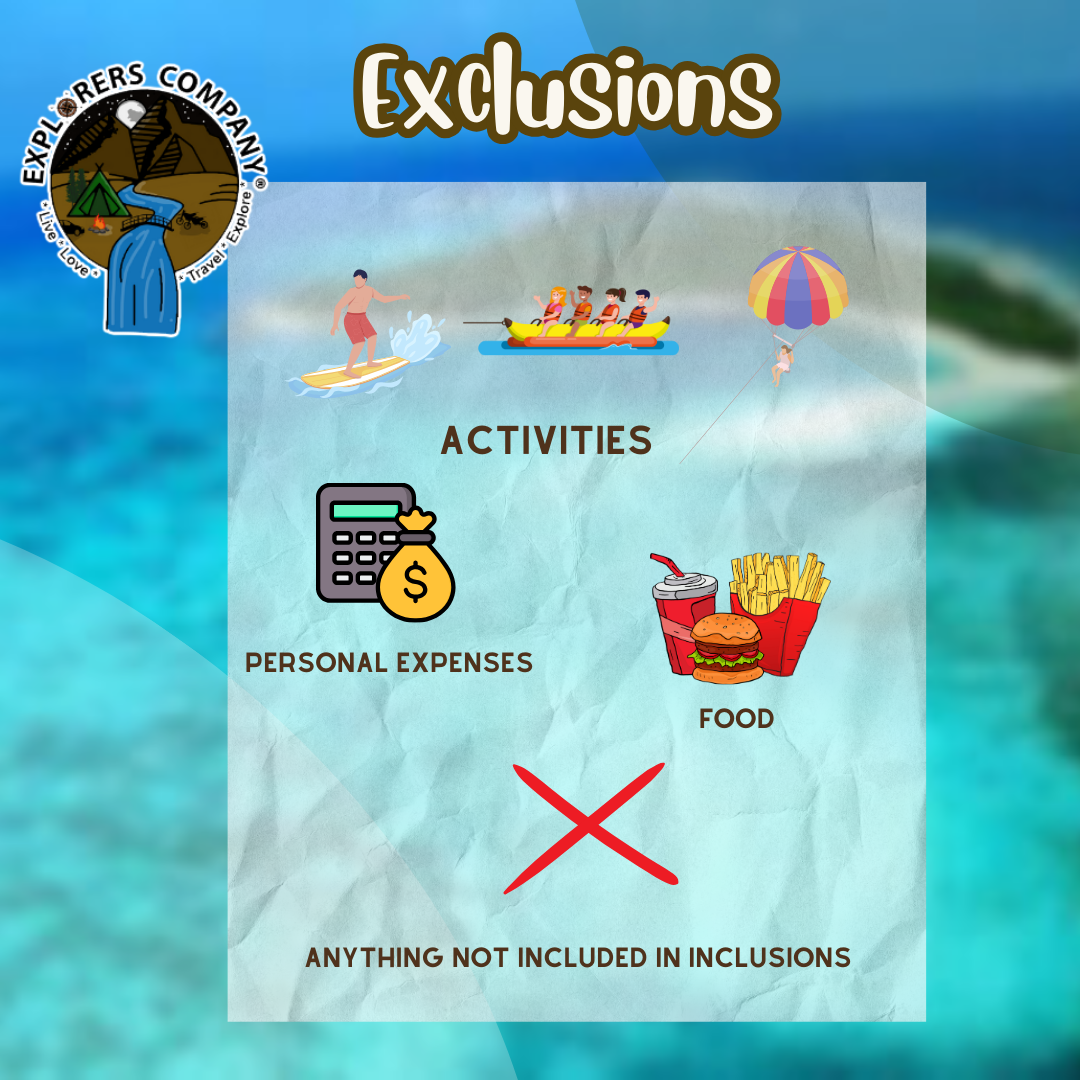 Exclusions
EXPLORERS COMPANY ®
* Live * Love * * Travel * Explore *
ACTIVITIES
$
PERSONAL EXPENSES
FOOD
ANYTHING NOT INCLUDED IN INCLUSIONS